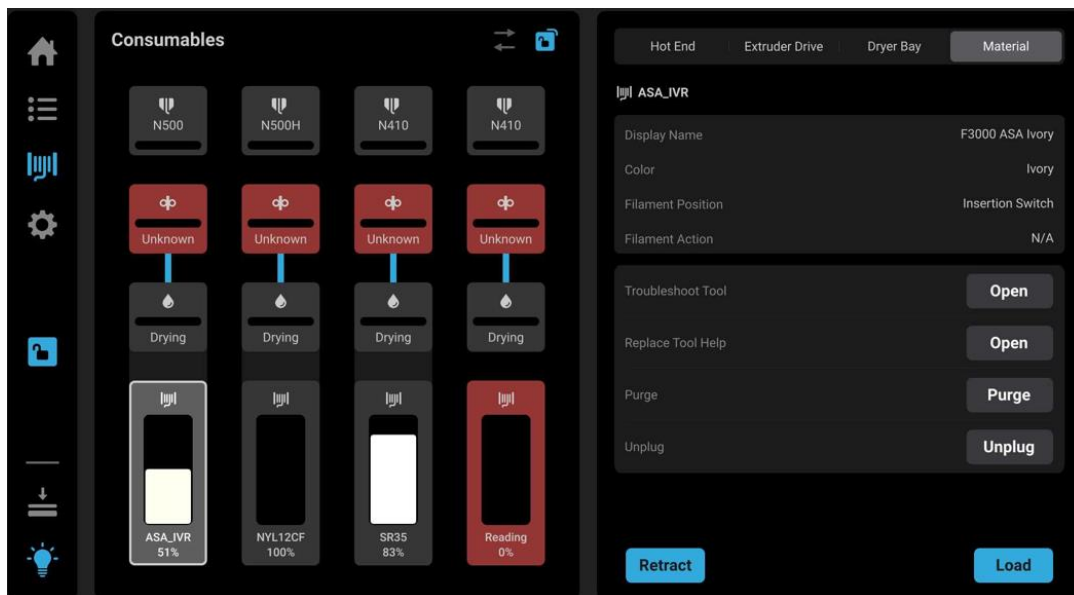 Consumables
N500
N500H
N410
N410
Unknown
Unknown
Unknown
Unknown
Drying
Drying
Drying
Drying
ASA_IVR
51%
NYL12CF
100%
SR35
83%
Reading
0%
Hot End
Extruder Drive
Dryer Bay
Material
ASA_IVR
Display Name
F3000 ASA Ivory
Color
Ivory
Filament Position
Insertion Switch
Filament Action
N/A
Troubleshoot Tool
Open
Replace Tool Help
Open
Purge
Purge
Unplug
Unplug
Retract
Load